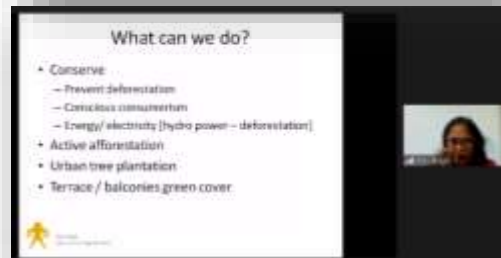 What can we do?
• Conserve
– Prevent deforestation
– Conscious consumerism
– Energy/ electricity [hydro power – deforestation]
• Active afforestation
• Urban tree plantation
• Terrace / balconies green cover